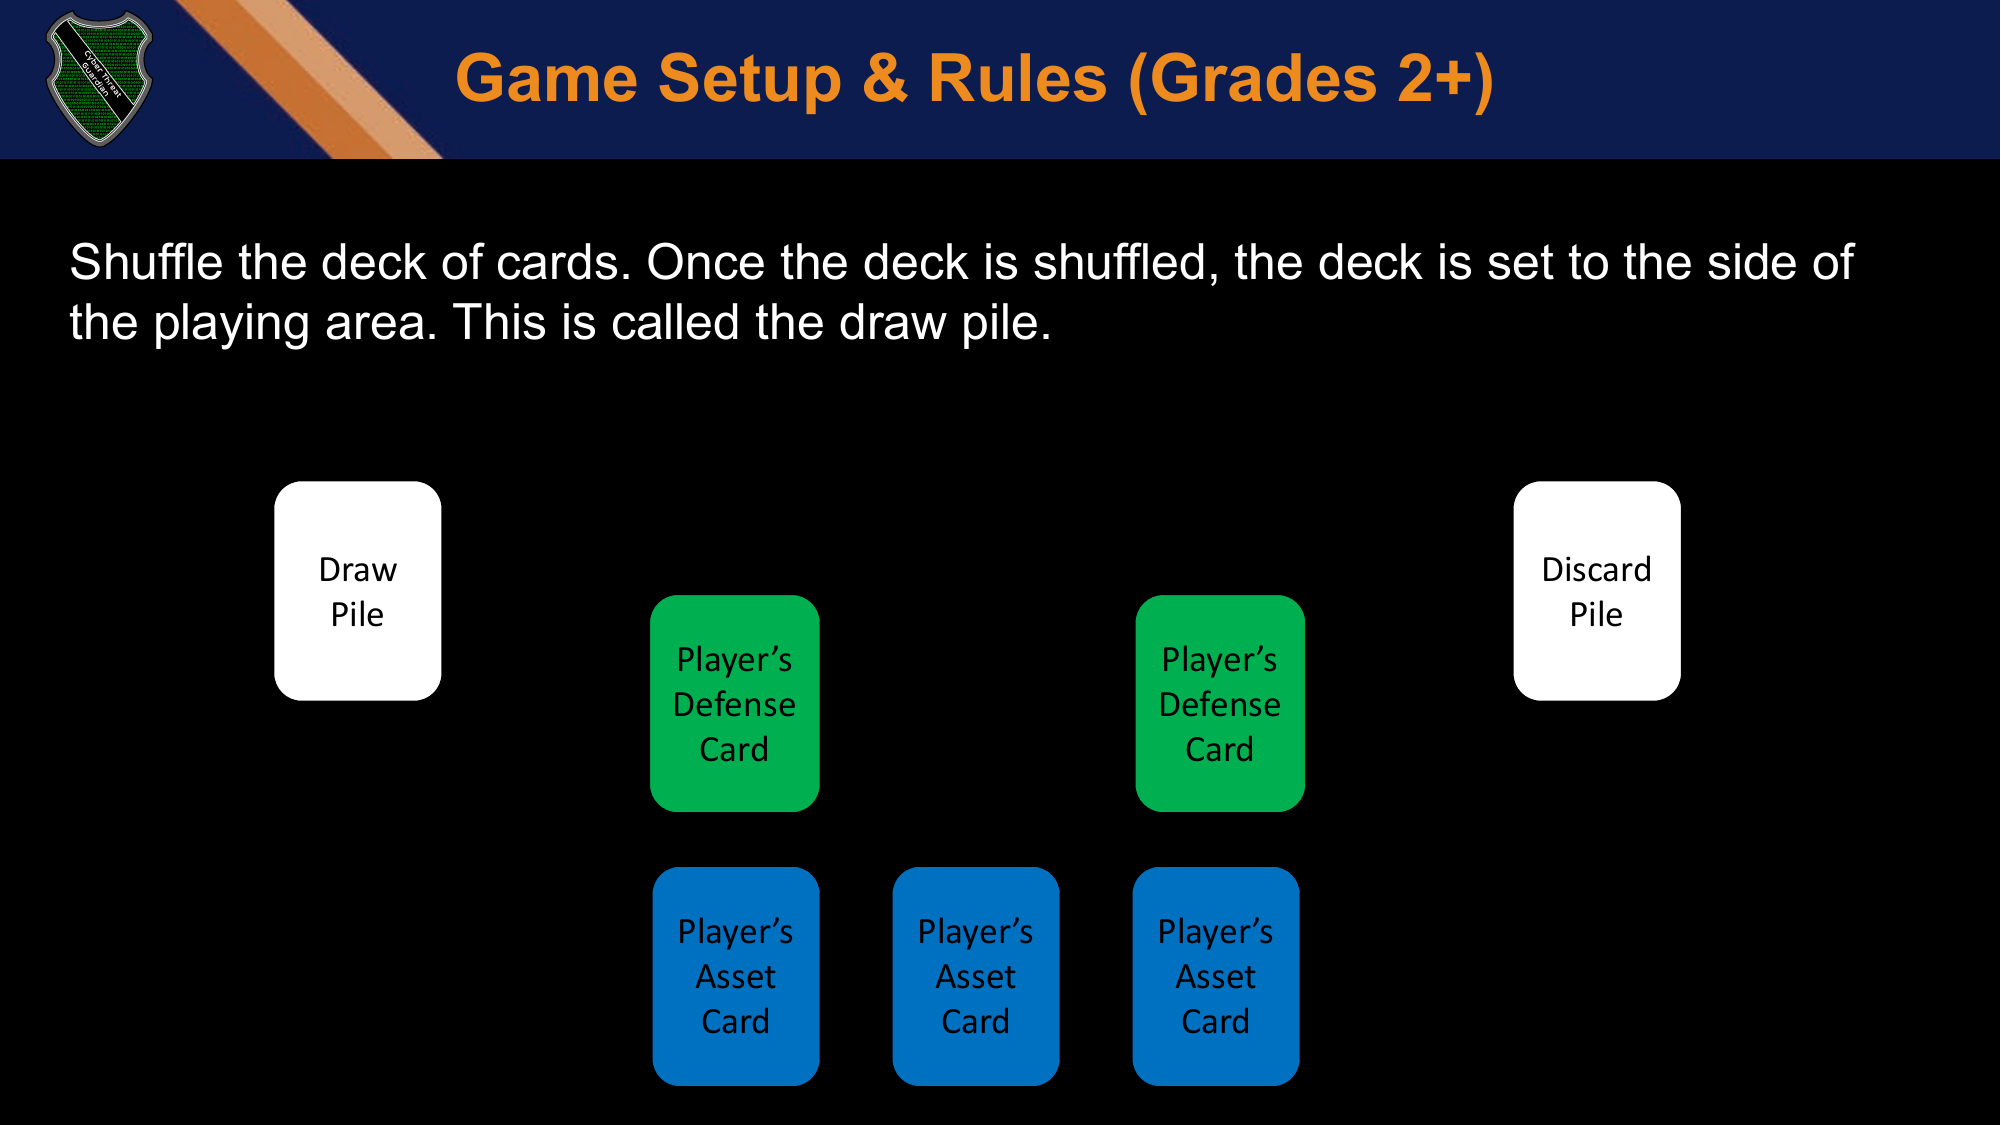 Cyber Threat
Guardian
Game Setup & Rules (Grades 2+)
Shuffle the deck of cards. Once the deck is shuffled, the deck is set to the side of
the playing area. This is called the draw pile.
Draw
Pile
Discard
Pile
Player’s
Defense
Card
Player’s
Defense
Card
Player’s
Asset
Card
Player’s
Asset
Card
Player’s
Asset
Card